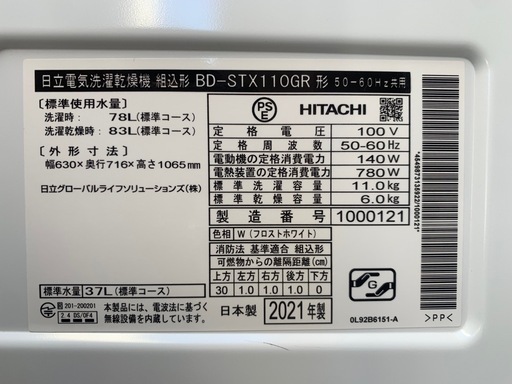 日立電気洗濯乾燥機 組込形 BD-STX110GR 形 50-60Hz共用
［標準使用水量］
洗濯時： 78L(標準コース)
洗濯乾燥時：83L(標準コース)
［外 形 寸 法］
幅630×奥行716×高さ1065mm
日立グローバルライフソリューションズ(株)
標準水量 37L(標準コース)
201-200201
2.4 DS/OF4
本製品は、電波法に基づく
無線設備を内蔵しています。
PSE HITACHI
定格電圧 100V
定格周波数 50-60Hz
電動機の定格消費電力 140W
電熱装置の定格消費電力 780W
標準洗濯容量 11.0kg
標準乾燥容量 6.0kg
製造番号 1000121
色相 W (フロストホワイト)
消防法 基準適合 組込形
可燃物からの離隔距離(cm)
上方 左方 右方 後方 下方
30 1.0 1.0 1.0 0
日本製 2021年製
*4549873136922/1000121*
G
0L92B6151-A
>PP<